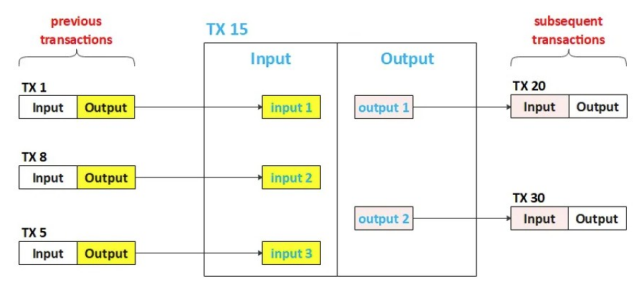 previous
transactions
TX 15
subsequent
transactions
Input
Output
TX 1
Input Output
input 1
output 1
TX 20
Input Output
TX 8
Input Output
input 2
TX 30
output 2
Input Output
TX 5
Input Output
input 3